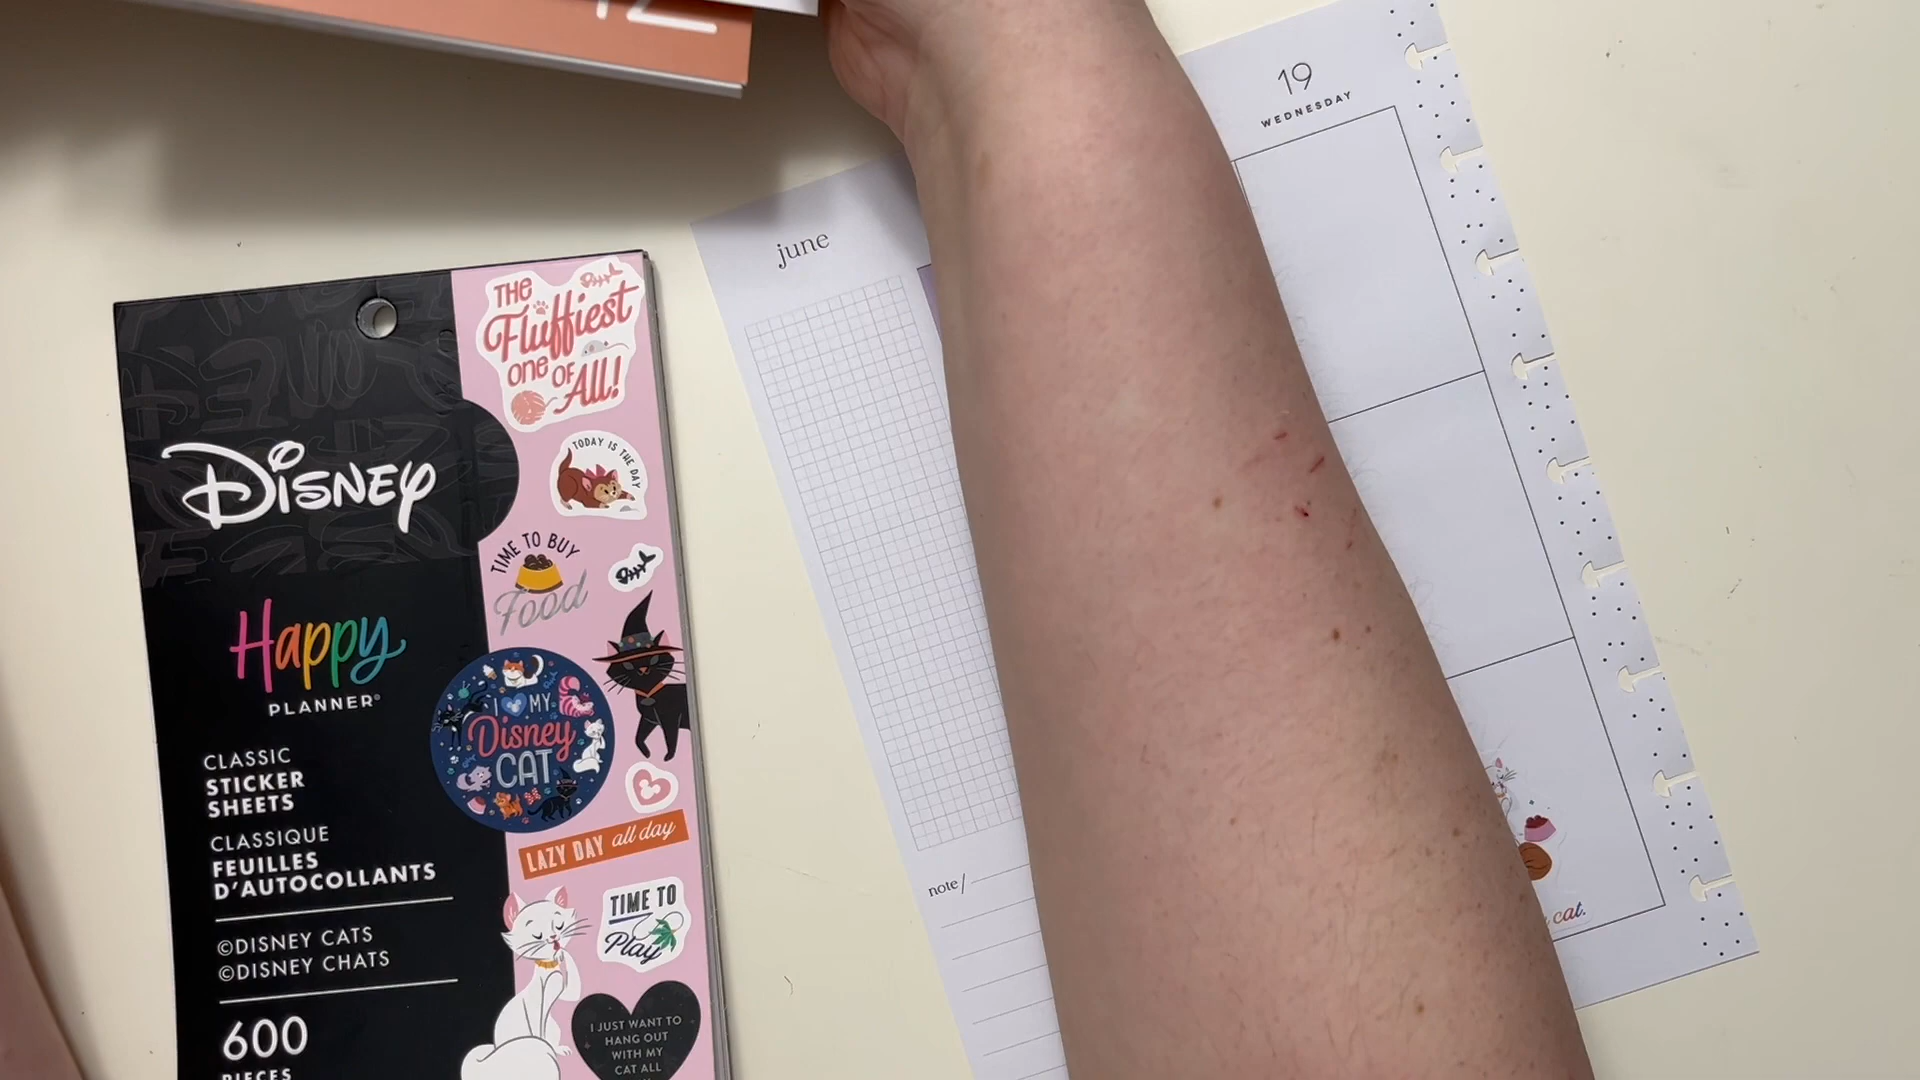 THE
Fluffiest
ONE OF
All!
TODAY IS THE DAY
DISNEY
TIME TO BUY
Food
Happy
PLANNER®
I MY
Disney
CAT
CLASSIC
STICKER
SHEETS
LAZY DAY all day
CLASSIQUE
FEUILLES
D'AUTOCOLLANTS
TIME TO
Play
©DISNEY CATS
©DISNEY CHATS
600
PIECES
I JUST WANT TO
HANG OUT
WITH MY
CAT ALL
june
note/
19
WEDNESDAY
cat.